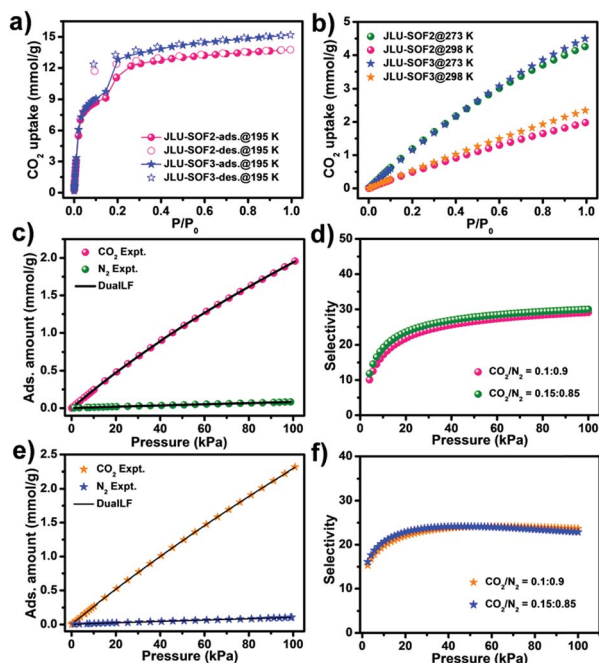 a)
CO2 uptake (mmol/g)
15
12
9
6
3
0
0.0 0.2 0.4 0.6 0.8 1.0
P/P0
JLU-SOF2-ads.@195 K
JLU-SOF2-des.@195 K
JLU-SOF3-ads.@195 K
JLU-SOF3-des.@195 K
b)
CO2 uptake (mmol/g)
5
4
3
2
1
0
0.0 0.2 0.4 0.6 0.8 1.0
P/P0
JLU-SOF2@273 K
JLU-SOF2@298 K
JLU-SOF3@273 K
JLU-SOF3@298 K
c)
Ads. amount (mmol/g)
2.5
2.0
1.5
1.0
0.5
0.0
0 20 40 60 80 100
Pressure (kPa)
CO2 Expt.
N2 Expt.
DualLF
d)
Selectivity
50
40
30
20
10
0
0 20 40 60 80 100
Pressure (kPa)
CO2/N2 = 0.1:0.9
CO2/N2 = 0.15:0.85
e)
Ads. amount (mmol/g)
2.5
2.0
1.5
1.0
0.5
0.0
0 20 40 60 80 100
Pressure (kPa)
CO2 Expt.
N2 Expt.
DualLF
f)
Selectivity
40
30
20
10
0
0 20 40 60 80 100
Pressure (kPa)
CO2/N2 = 0.1:0.9
CO2/N2 = 0.15:0.85